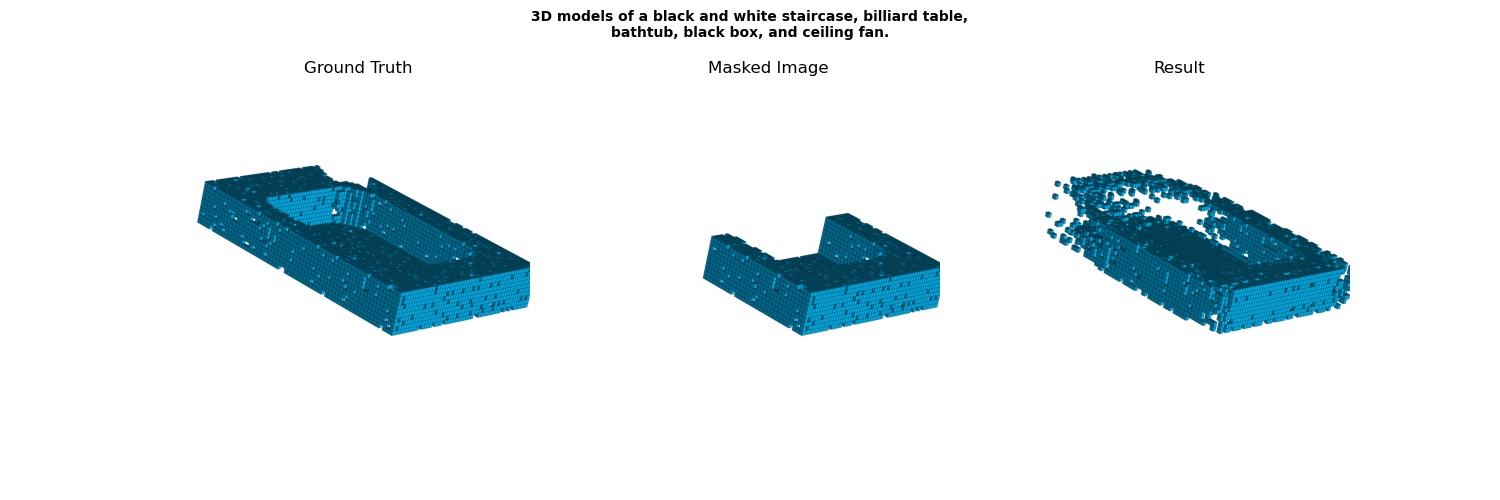 3D models of a black and white staircase, billiard table,
bathtub, black box, and ceiling fan.
Ground Truth
Masked Image
Result